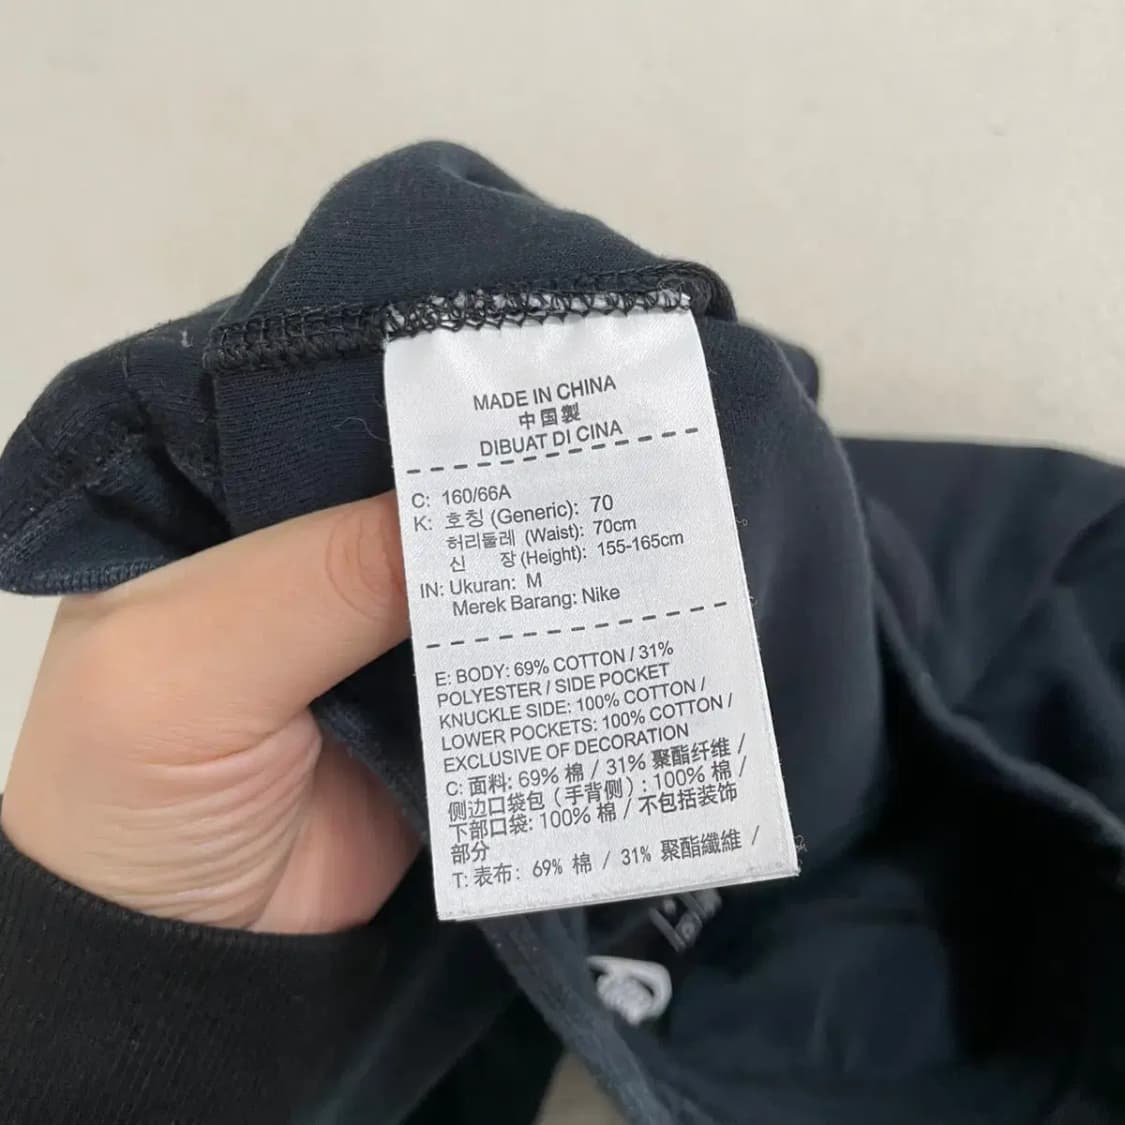 MADE IN CHINA
中国製
DIBUAT DI CINA
C: 160/66A
K: 호칭 (Generic): 70
허리둘레 (Waist): 70cm
신 장 (Height): 155-165cm
IN: Ukuran: M
Merek Barang: Nike
E: BODY: 69% COTTON / 31%
POLYESTER / SIDE POCKET
KNUCKLE SIDE: 100% COTTON /
LOWER POCKETS: 100% COTTON /
EXCLUSIVE OF DECORATION
C: 面料: 69% 棉 / 31% 聚酯纤维 /
侧边口袋包 (手背侧) : 100% 棉 /
下部口袋: 100% 棉 / 不包括装饰
部分
T: 表布: 69% 棉 / 31% 聚酯纖維 /